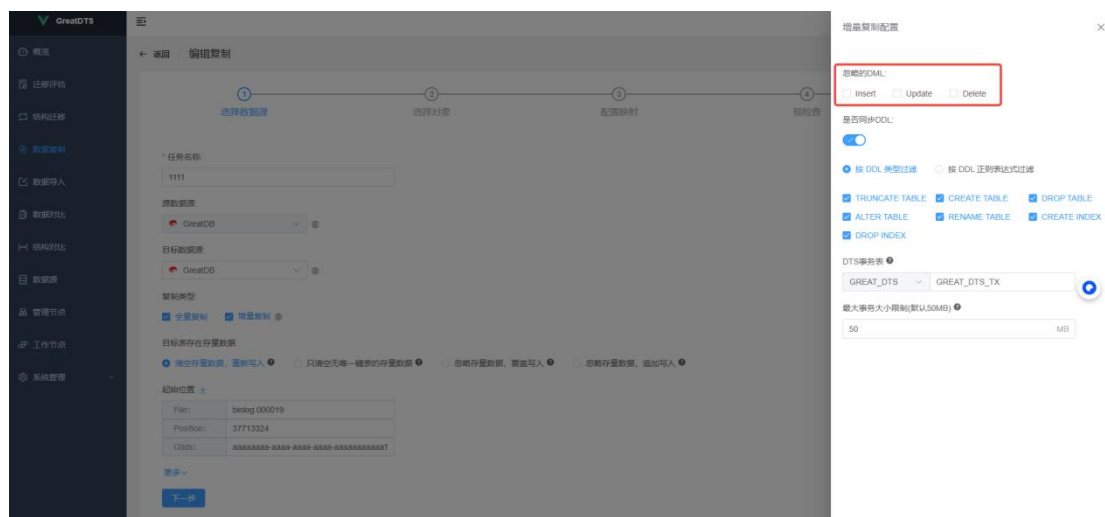 GreatDTS
概览
迁移评估
结构迁移
数据复制
数据导入
数据对比
结构对比
数据源
管理节点
工作节点
系统管理
← 返回 编辑复制
1 2 3 4
选择数据源 选择对象 配置映射 预检查
* 任务名称:
1111
源数据源:
GreatDB
目标数据源:
GreatDB
复制类型:
全量复制 增量复制
目标表存在存量数据
清空存量数据，重新写入 只清空无唯一键表的存量数据 忽略存量数据，覆盖写入 忽略存量数据，追加写入
起始位置
File: binlog.000019
Position: 37713324
Gtids: aaaaaaaa-aaaa-aaaa-aaaa-aaaaaaaaaaa1
更多
下一步
增量复制配置
忽略的DML:
Insert Update Delete
是否同步DDL:
按 DDL 类型过滤 按 DDL 正则表达式过滤
TRUNCATE TABLE CREATE TABLE DROP TABLE
ALTER TABLE RENAME TABLE CREATE INDEX
DROP INDEX
DTS事务表
GREAT_DTS GREAT_DTS_TX
最大事务大小限制(默认50MB)
50 MB